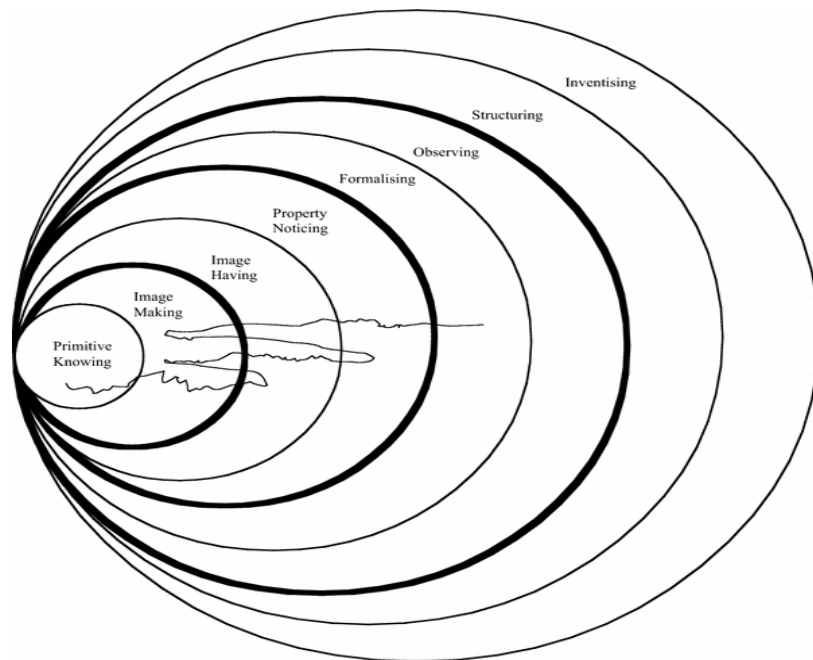 Inventising
Structuring
Observing
Formalising
Property
Noticing
Image
Having
Image
Making
Primitive
Knowing